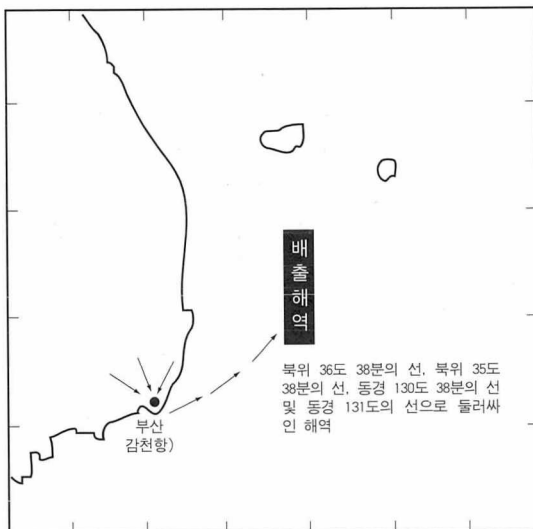 배출해역
북위 36도 38분의 선, 북위 35도
38분의 선, 동경 130도 38분의 선
및 동경 131도의 선으로 둘러싸
인 해역
부산
감천항)